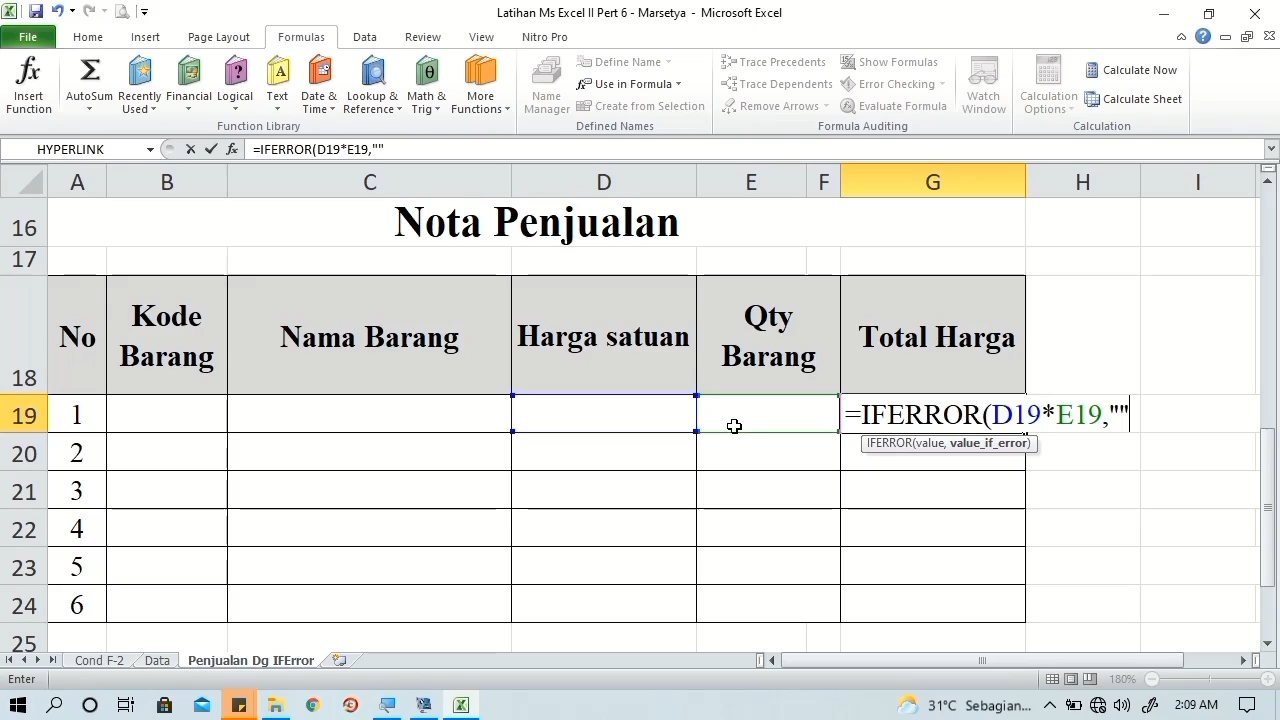 Latihan Ms Excel II Pert 6 - Marsetya - Microsoft Excel
File Home Insert Page Layout Formulas Data Review View Nitro Pro
Insert Function
AutoSum
Recently Used
Financial
Logical
Text
Date & Time
Lookup & Reference
Math & Trig
More Functions
Function Library
Name Manager
Define Name
Use in Formula
Create from Selection
Defined Names
Trace Precedents
Trace Dependents
Remove Arrows
Show Formulas
Error Checking
Evaluate Formula
Formula Auditing
Watch Window
Calculation Options
Calculate Now
Calculate Sheet
Calculation
HYPERLINK fx =IFERROR(D19*E19,""
A B C D E F G H I
16 Nota Penjualan
17
18 No Kode Barang Nama Barang Harga satuan Qty Barang Total Harga
19 1 =IFERROR(D19*E19,""
IFERROR(value, value_if_error)
20 2
21 3
22 4
23 5
24 6
25
Cond F-2 Data Penjualan Dg IFError
Enter 180%
31°C Sebagian... 2:09 AM